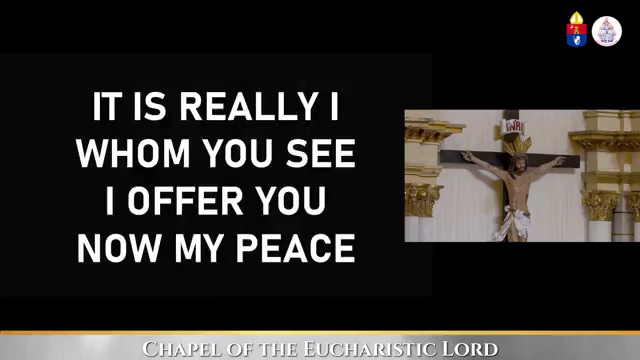 IT IS REALLY I
WHOM YOU SEE
I OFFER YOU
NOW MY PEACE
INRI
CHAPEL OF THE EUCHARISTIC LORD